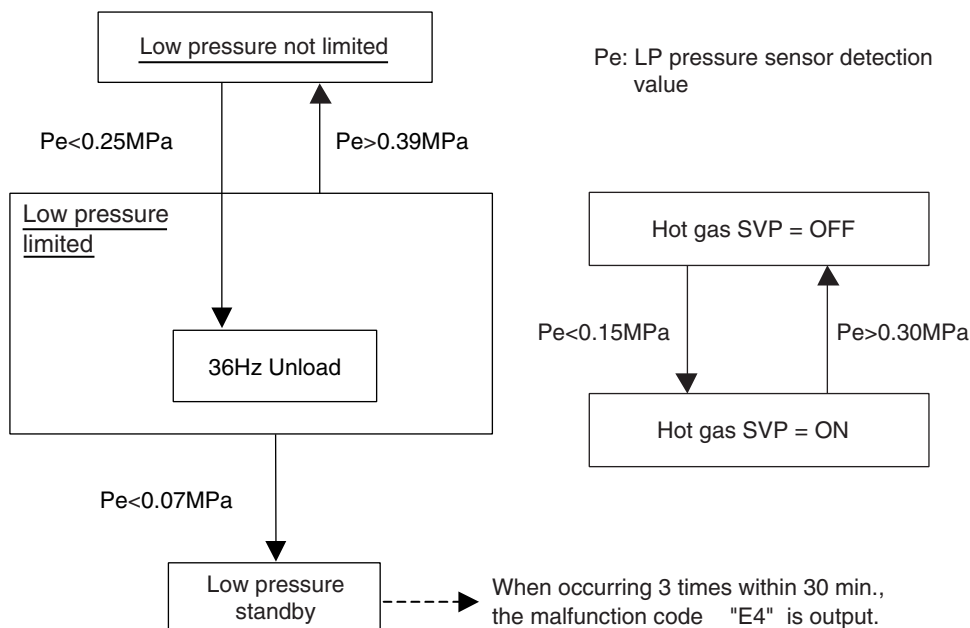 Low pressure not limited
Pe: LP pressure sensor detection
value
Pe<0.25MPa
Pe>0.39MPa
Low pressure
limited
36Hz Unload
Hot gas SVP = OFF
Pe<0.15MPa
Pe>0.30MPa
Hot gas SVP = ON
Pe<0.07MPa
Low pressure
standby
When occurring 3 times within 30 min.,
the malfunction code "E4" is output.